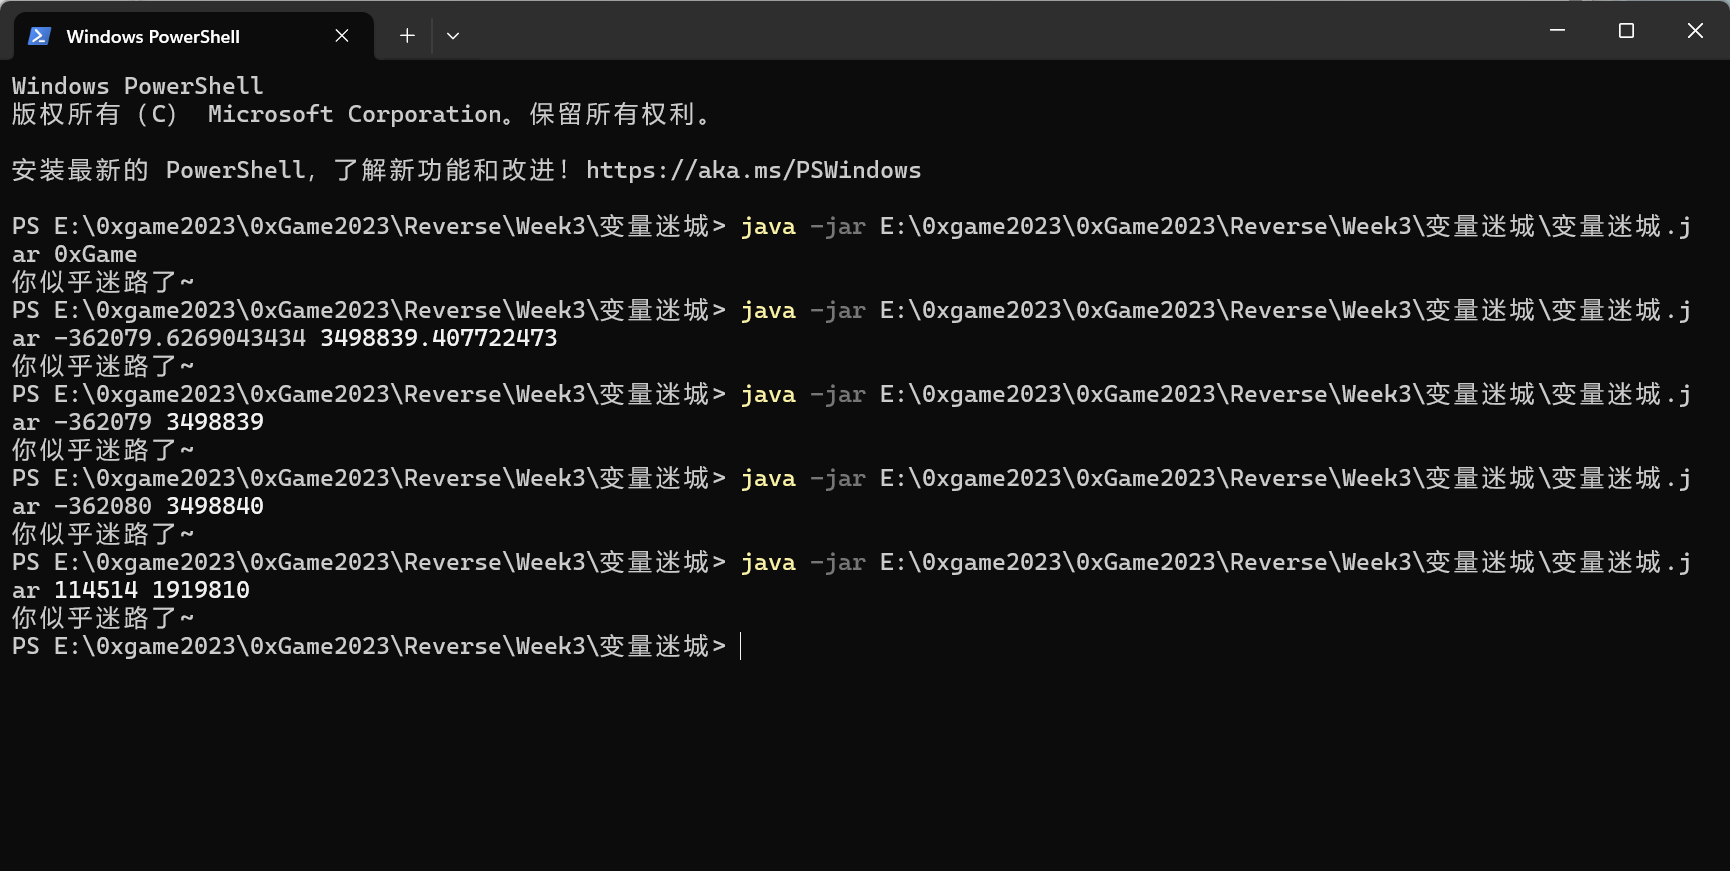 Windows PowerShell
Windows PowerShell
版权所有 (C)  Microsoft Corporation。保留所有权利。
安装最新的 PowerShell，了解新功能和改进！https://aka.ms/PSWindows
PS E:\0xgame2023\0xGame2023\Reverse\Week3\变量迷城> java -jar E:\0xgame2023\0xGame2023\Reverse\Week3\变量迷城\变量迷城.j
ar 0xGame
你似乎迷路了~
PS E:\0xgame2023\0xGame2023\Reverse\Week3\变量迷城> java -jar E:\0xgame2023\0xGame2023\Reverse\Week3\变量迷城\变量迷城.j
ar -362079.6269043434 3498839.407722473
你似乎迷路了~
PS E:\0xgame2023\0xGame2023\Reverse\Week3\变量迷城> java -jar E:\0xgame2023\0xGame2023\Reverse\Week3\变量迷城\变量迷城.j
ar -362079 3498839
你似乎迷路了~
PS E:\0xgame2023\0xGame2023\Reverse\Week3\变量迷城> java -jar E:\0xgame2023\0xGame2023\Reverse\Week3\变量迷城\变量迷城.j
ar -362080 3498840
你似乎迷路了~
PS E:\0xgame2023\0xGame2023\Reverse\Week3\变量迷城> java -jar E:\0xgame2023\0xGame2023\Reverse\Week3\变量迷城\变量迷城.j
ar 114514 1919810
你似乎迷路了~
PS E:\0xgame2023\0xGame2023\Reverse\Week3\变量迷城>